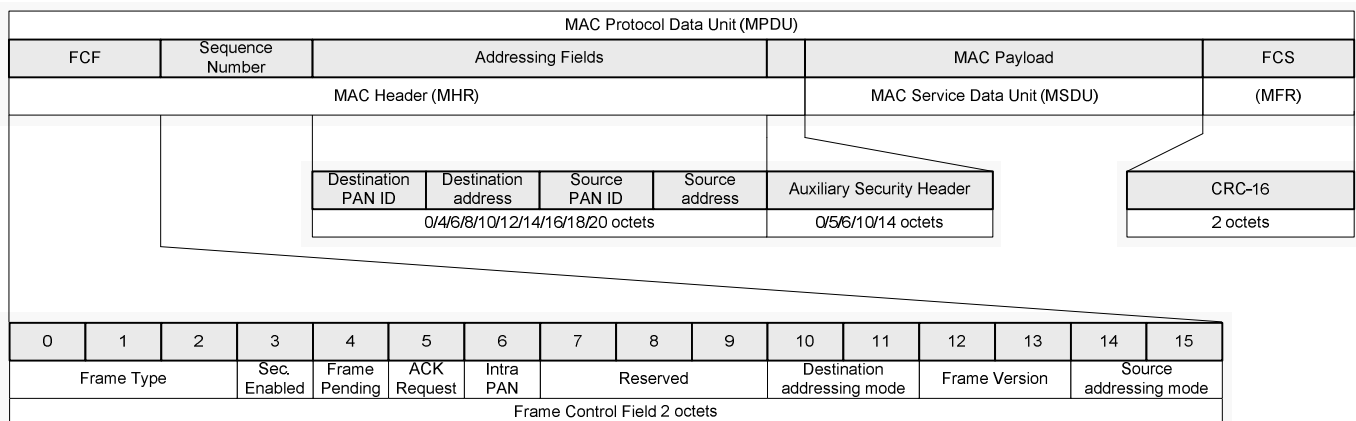 MAC Protocol Data Unit (MPDU)
FCF
Sequence
Number
Addressing Fields
MAC Payload
FCS
MAC Header (MHR)
MAC Service Data Unit (MSDU)
(MFR)
Destination
PAN ID
Destination
address
Source
PAN ID
Source
address
Auxiliary Security Header
CRC-16
0/4/6/8/10/12/14/16/18/20 octets
0/5/6/10/14 octets
2 octets
0 1 2 3 4 5 6 7 8 9 10 11 12 13 14 15
Frame Type
Sec.
Enabled
Frame
Pending
ACK
Request
Intra
PAN
Reserved
Destination
addressing mode
Frame Version
Source
addressing mode
Frame Control Field 2 octets